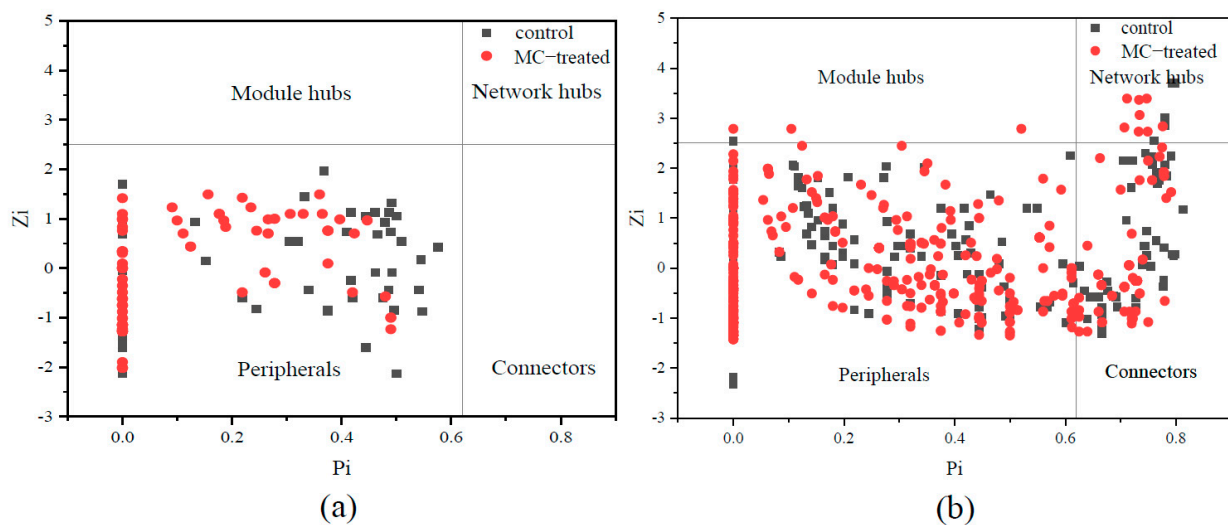 5
4
3
2
1
0
-1
-2
-3
Zi
0.0 0.2 0.4 0.6 0.8
Pi
control
MC-treated
Module hubs
Network hubs
Peripherals
Connectors
(a)
5
4
3
2
1
0
-1
-2
-3
Zi
0.0 0.2 0.4 0.6 0.8
Pi
control
MC-treated
Module hubs
Network hubs
Peripherals
Connectors
(b)